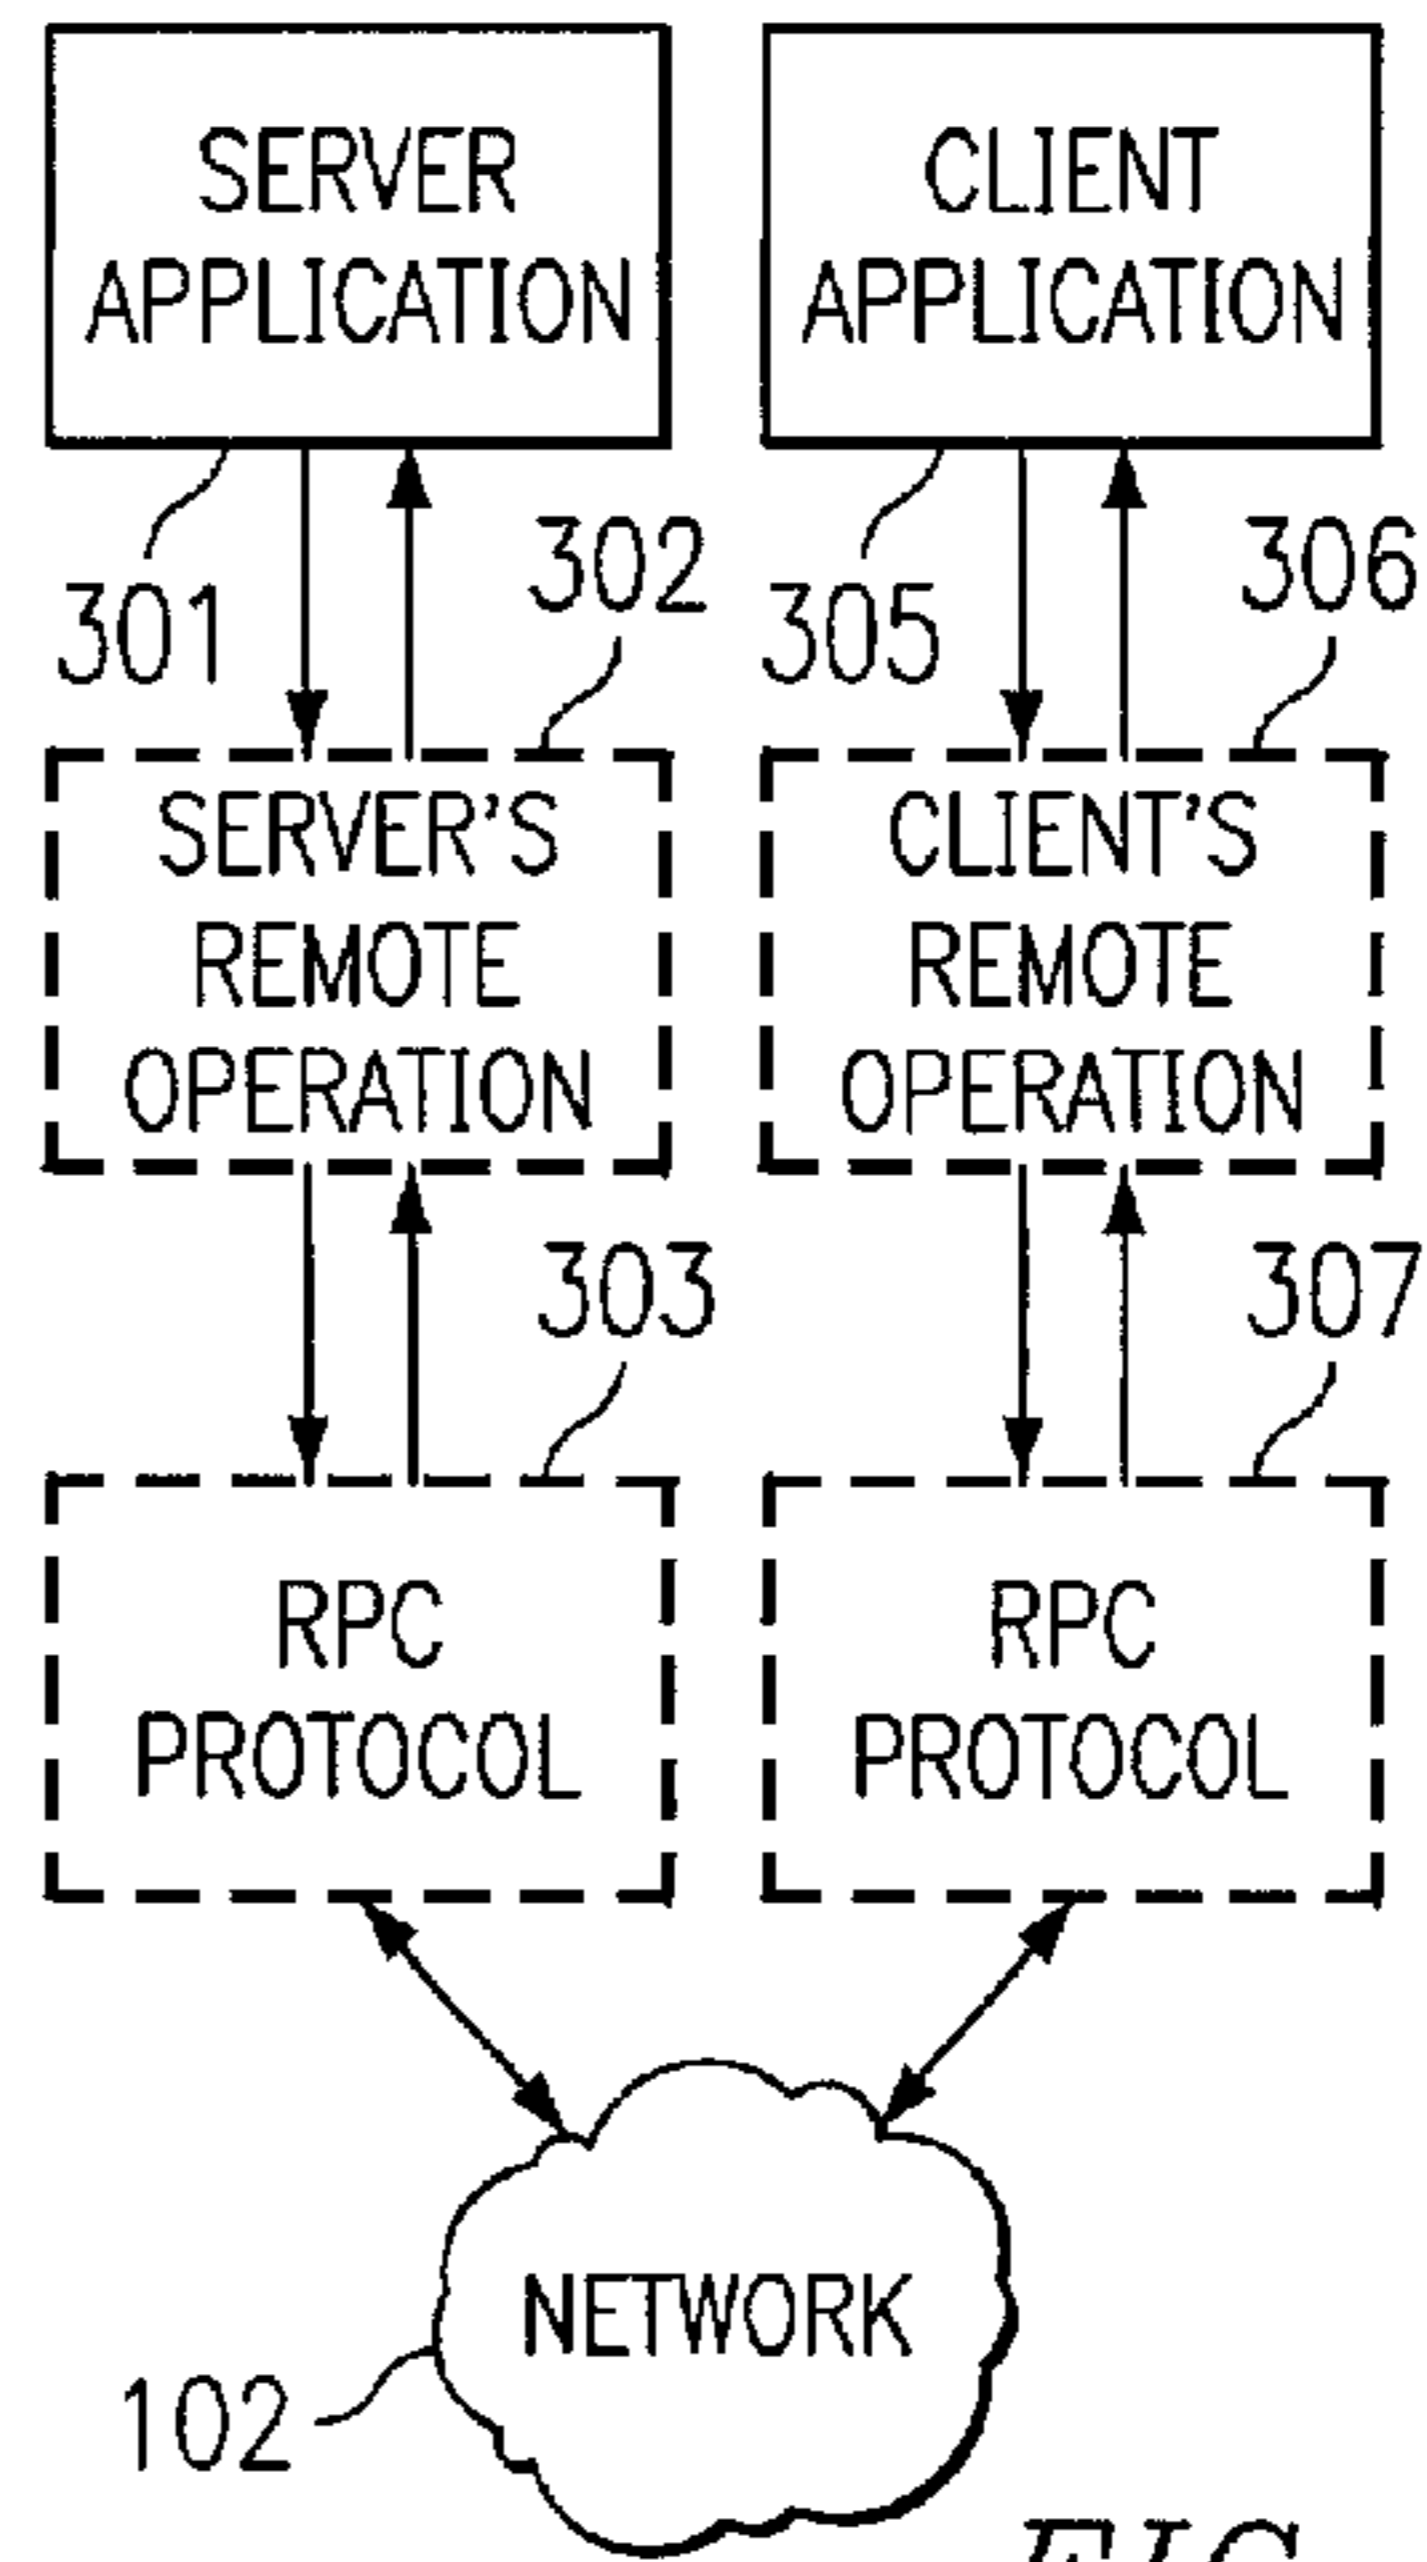 SERVER
APPLICATION
CLIENT
APPLICATION
301
302
305
306
SERVER'S
REMOTE
OPERATION
CLIENT'S
REMOTE
OPERATION
303
307
RPC
PROTOCOL
RPC
PROTOCOL
NETWORK
102